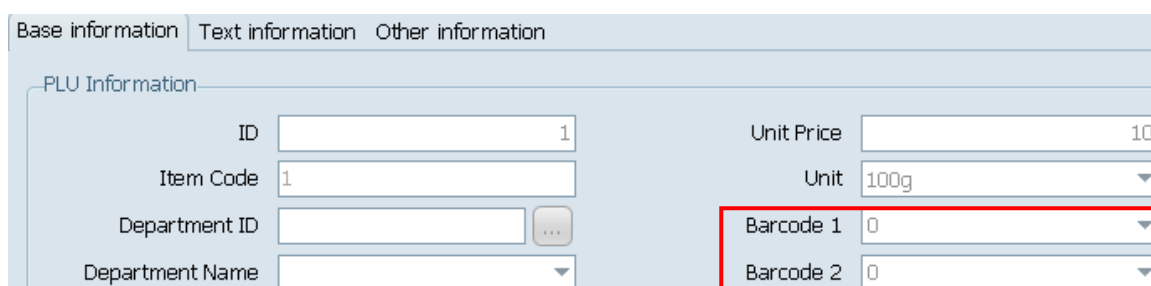 Base information Text information Other information
PLU Information
ID 1 Unit Price 10
Item Code 1 Unit 100g
Department ID ... Barcode 1 0
Department Name Barcode 2 0